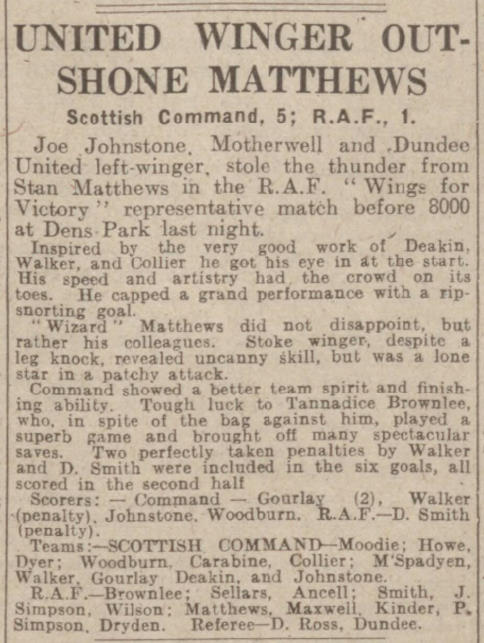 UNITED WINGER OUT-
SHONE MATTHEWS
Scottish Command, 5; R.A.F., 1.
Joe Johnstone, Motherwell and Dundee
United left-winger, stole the thunder from
Stan Matthews in the R.A.F. "Wings for
Victory" representative match before 8000
at Dens Park last night.
Inspired by the very good work of Deakin,
Walker, and Collier he got his eye in at the start.
His speed and artistry had the crowd on its
toes. He capped a grand performance with a rip-
snorting goal.
"Wizard" Matthews did not disappoint, but
rather his colleagues. Stoke winger, despite a
leg knock, revealed uncanny skill, but was a lone
star in a patchy attack.
Command showed a better team spirit and finish-
ing ability. Tough luck to Tannadice Brownlee,
who, in spite of the bag against him, played a
superb game and brought off many spectacular
saves. Two perfectly taken penalties by Walker
and D. Smith were included in the six goals, all
scored in the second half
Scorers: — Command — Gourlay (2), Walker
(penalty), Johnstone, Woodburn. R.A.F.—D. Smith
(penalty).
Teams:—SCOTTISH COMMAND—Moodie; Howe,
Dyer; Woodburn, Carabine, Collier; M'Spadyen,
Walker, Gourlay Deakin, and Johnstone.
R.A.F.—Brownlee; Sellars, Ancell; Smith, J.
Simpson, Wilson; Matthews, Maxwell, Kinder, P.
Simpson, Dryden. Referee—D. Ross, Dundee.